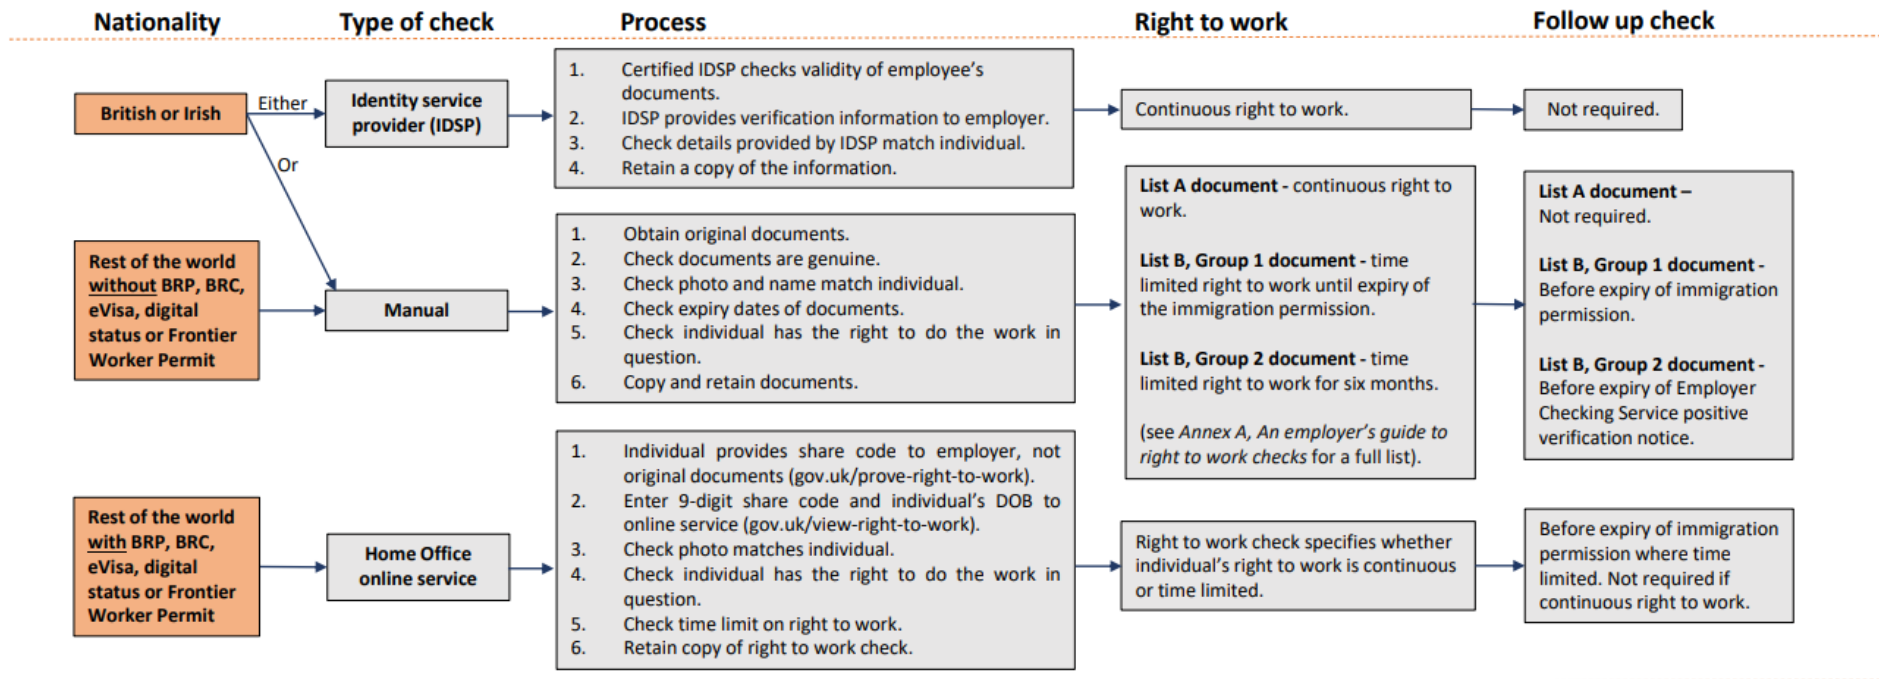 Nationality
Type of check
Process
Right to work
Follow up check
British or Irish
Either
Or
Identity service
provider (IDSP)
1. Certified IDSP checks validity of employee's
documents.
2. IDSP provides verification information to employer.
3. Check details provided by IDSP match individual.
4. Retain a copy of the information.
Continuous right to work.
Not required.
Rest of the world
without BRP, BRC,
eVisa, digital
status or Frontier
Worker Permit
Manual
1. Obtain original documents.
2. Check documents are genuine.
3. Check photo and name match individual.
4. Check expiry dates of documents.
5. Check individual has the right to do the work in
question.
6. Copy and retain documents.
List A document - continuous right to
work.
List B, Group 1 document - time
limited right to work until expiry of
the immigration permission.
List B, Group 2 document - time
limited right to work for six months.
(see Annex A, An employer's guide to
right to work checks for a full list).
List A document –
Not required.
List B, Group 1 document -
Before expiry of immigration
permission.
List B, Group 2 document -
Before expiry of Employer
Checking Service positive
verification notice.
Rest of the world
with BRP, BRC,
eVisa, digital
status or Frontier
Worker Permit
Home Office
online service
1. Individual provides share code to employer, not
original documents (gov.uk/prove-right-to-work).
2. Enter 9-digit share code and individual's DOB to
online service (gov.uk/view-right-to-work).
3. Check photo matches individual.
4. Check individual has the right to do the work in
question.
5. Check time limit on right to work.
6. Retain copy of right to work check.
Right to work check specifies whether
individual's right to work is continuous
or time limited.
Before expiry of immigration
permission where time
limited. Not required if
continuous right to work.